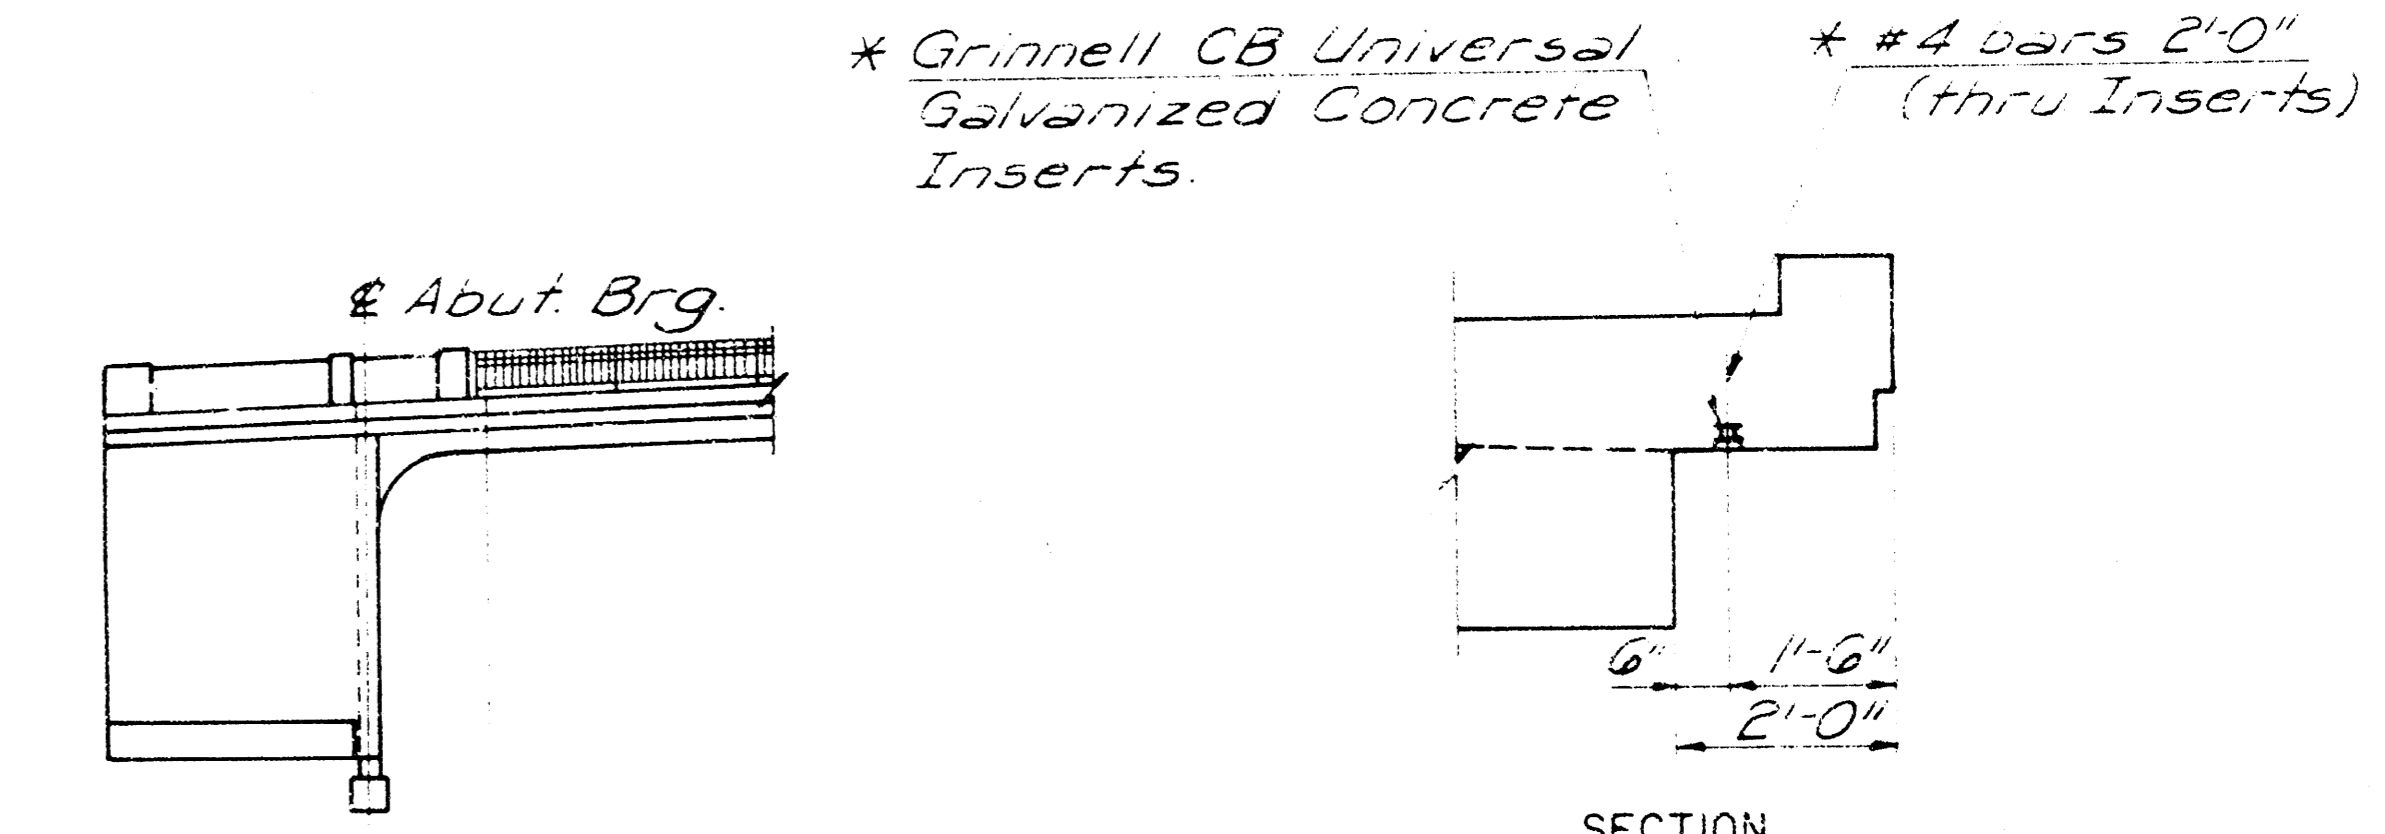 * Grinnell CB Universal
Galvanized Concrete
Inserts.
* #4 bars 2'-0"
(thru Inserts)
℄ Abut. Brg.
6" 1'-6"
2'-0"
SECTION